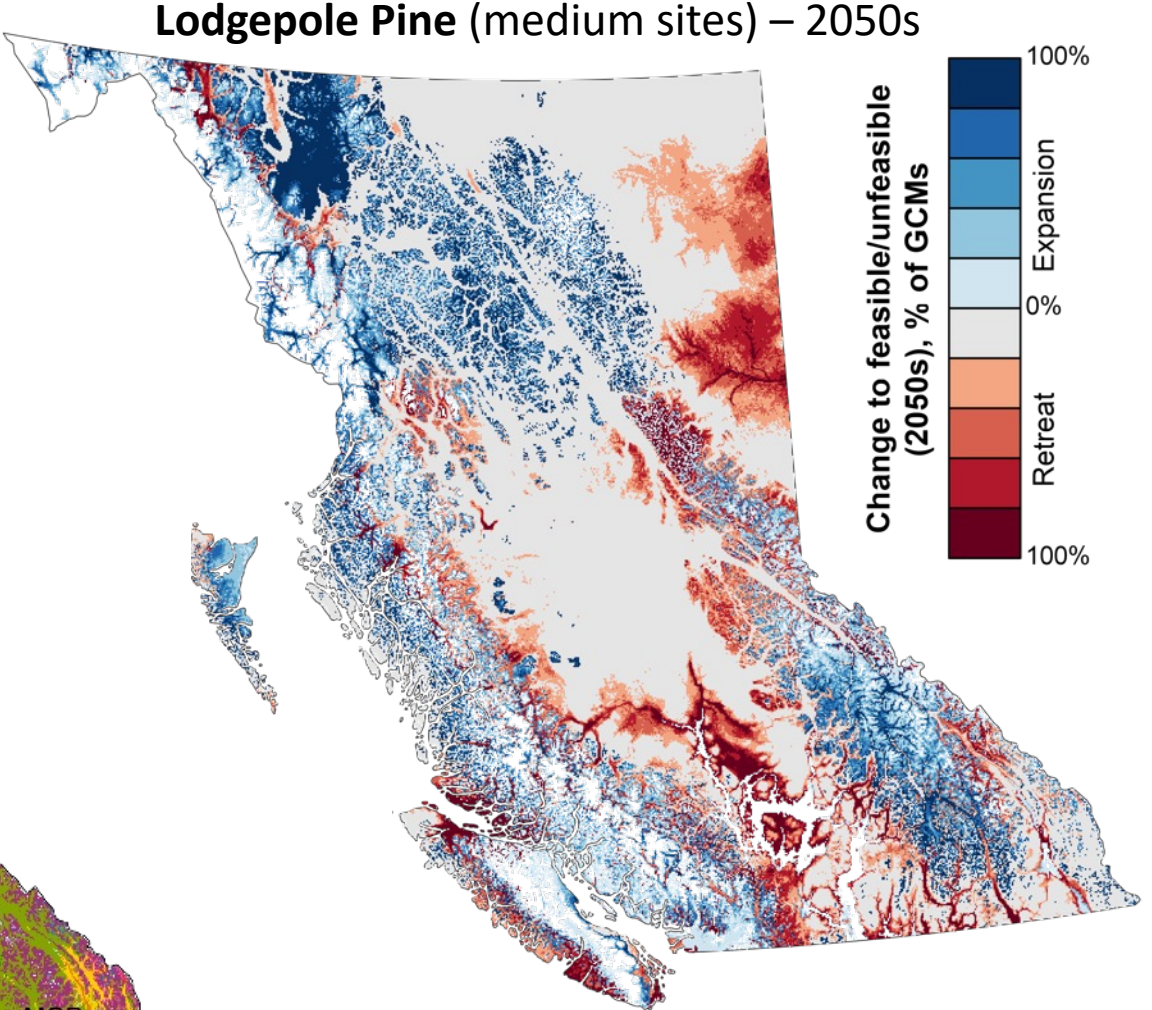 Lodgepole Pine (medium sites) – 2050s
100%
Expansion
0%
Retreat
100%
Change to feasible/unfeasible
(2050s), % of GCMs